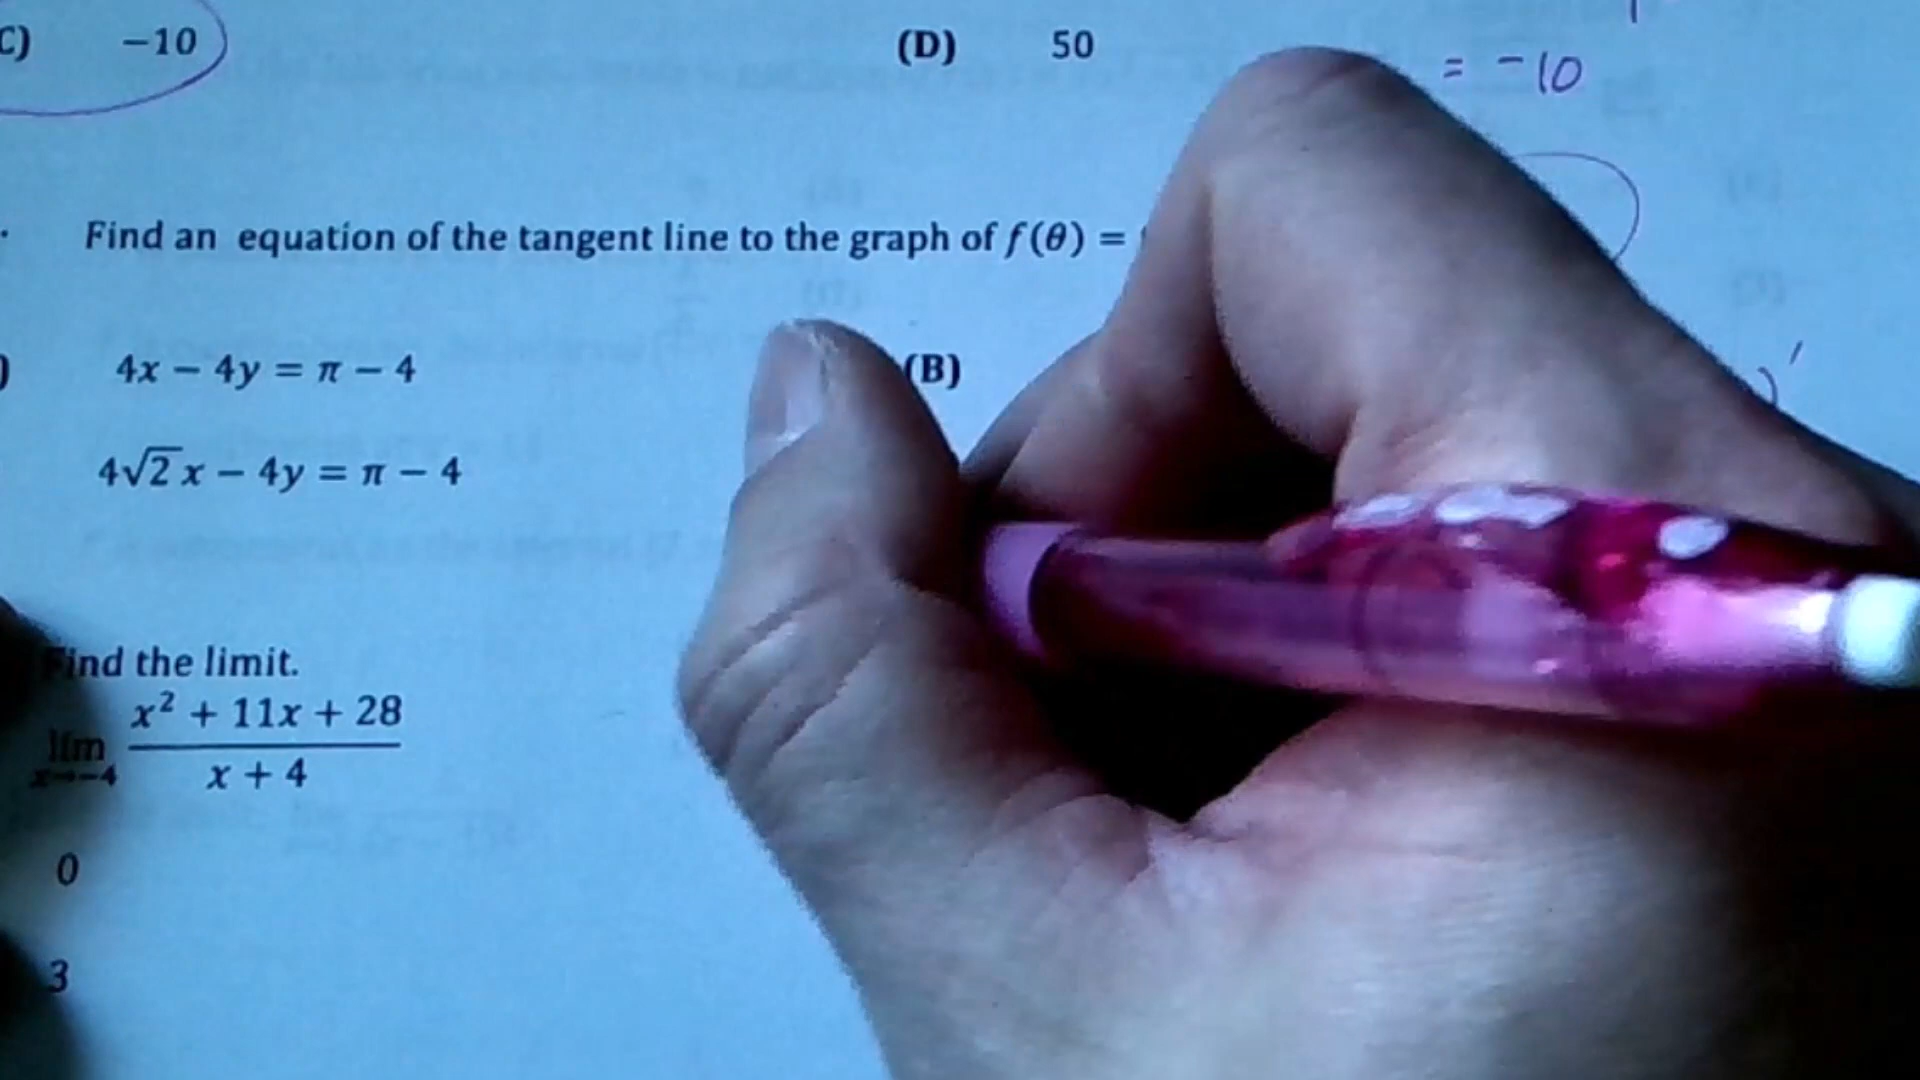 C) −10 (D) 50 = -10
Find an equation of the tangent line to the graph of f(θ) =
) 4x − 4y = π − 4 (B) )'
4√2 x − 4y = π − 4
Find the limit.
lim x→−4 (x² + 11x + 28)/(x + 4)
0
3